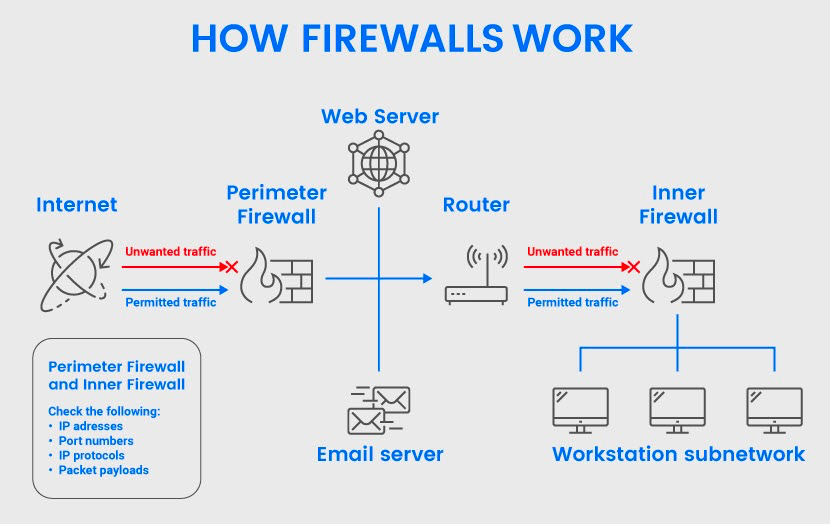 HOW FIREWALLS WORK
Web Server
Internet
Perimeter
Firewall
Router
Inner
Firewall
Unwanted traffic
Permitted traffic
Unwanted traffic
Permitted traffic
Perimeter Firewall
and Inner Firewall
Check the following:
• IP adresses
• Port numbers
• IP protocols
• Packet payloads
Email server
Workstation subnetwork